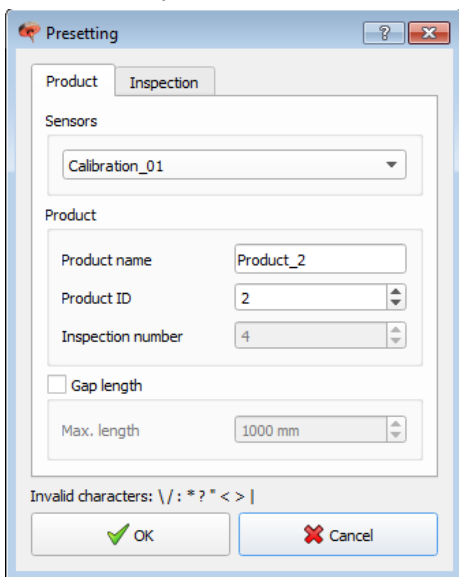 Presetting
Product Inspection
Sensors
Calibration_01
Product
Product name Product_2
Product ID 2
Inspection number 4
Gap length
Max. length 1000 mm
Invalid characters: \ / : * ? " < > |
OK Cancel